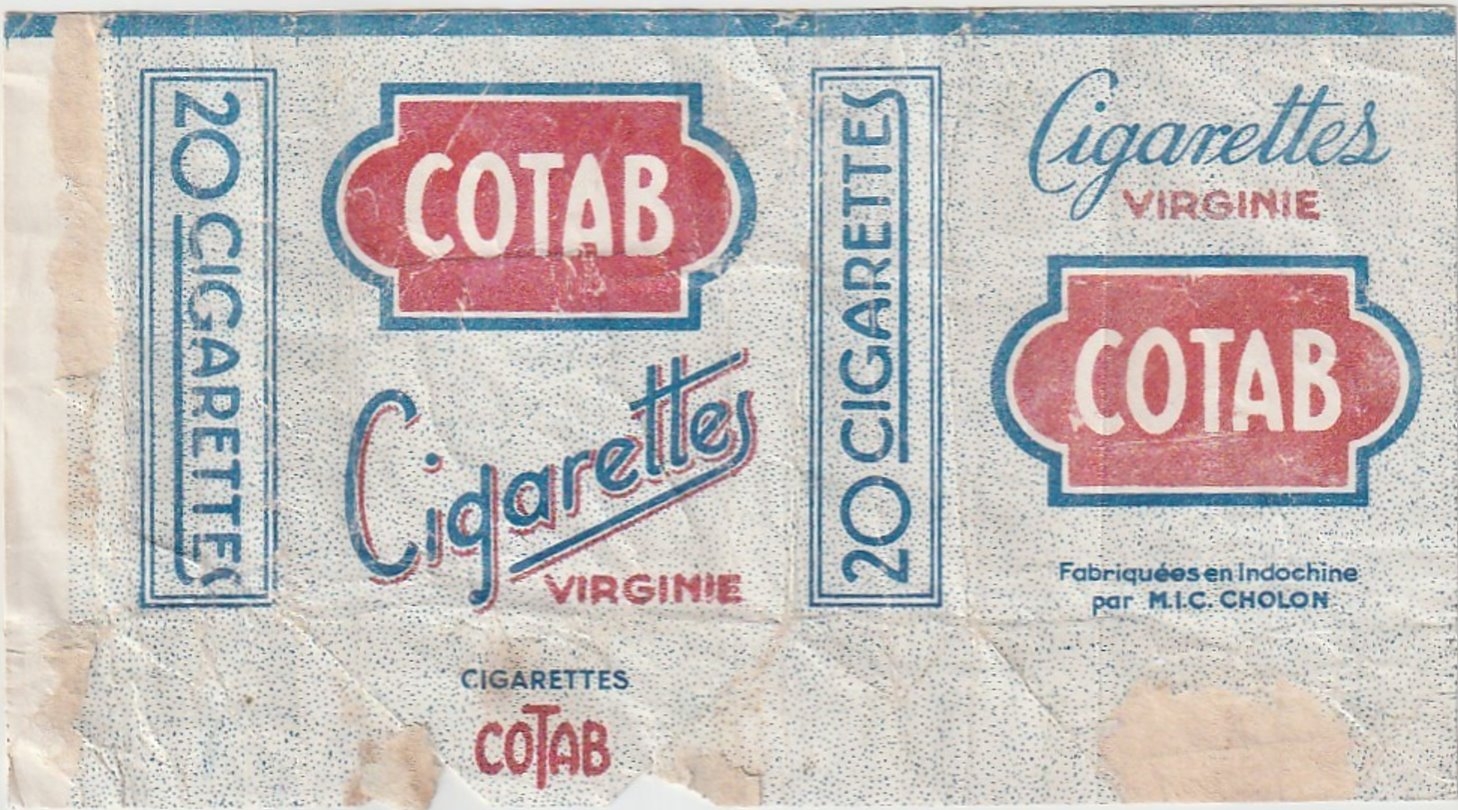 20 CIGARETTES
COTAB
Cigarettes
VIRGINIE
CIGARETTES
COTAB
20 CIGARETTES
Cigarettes
VIRGINIE
COTAB
Fabriquées en Indochine
par M.I.C. CHOLON